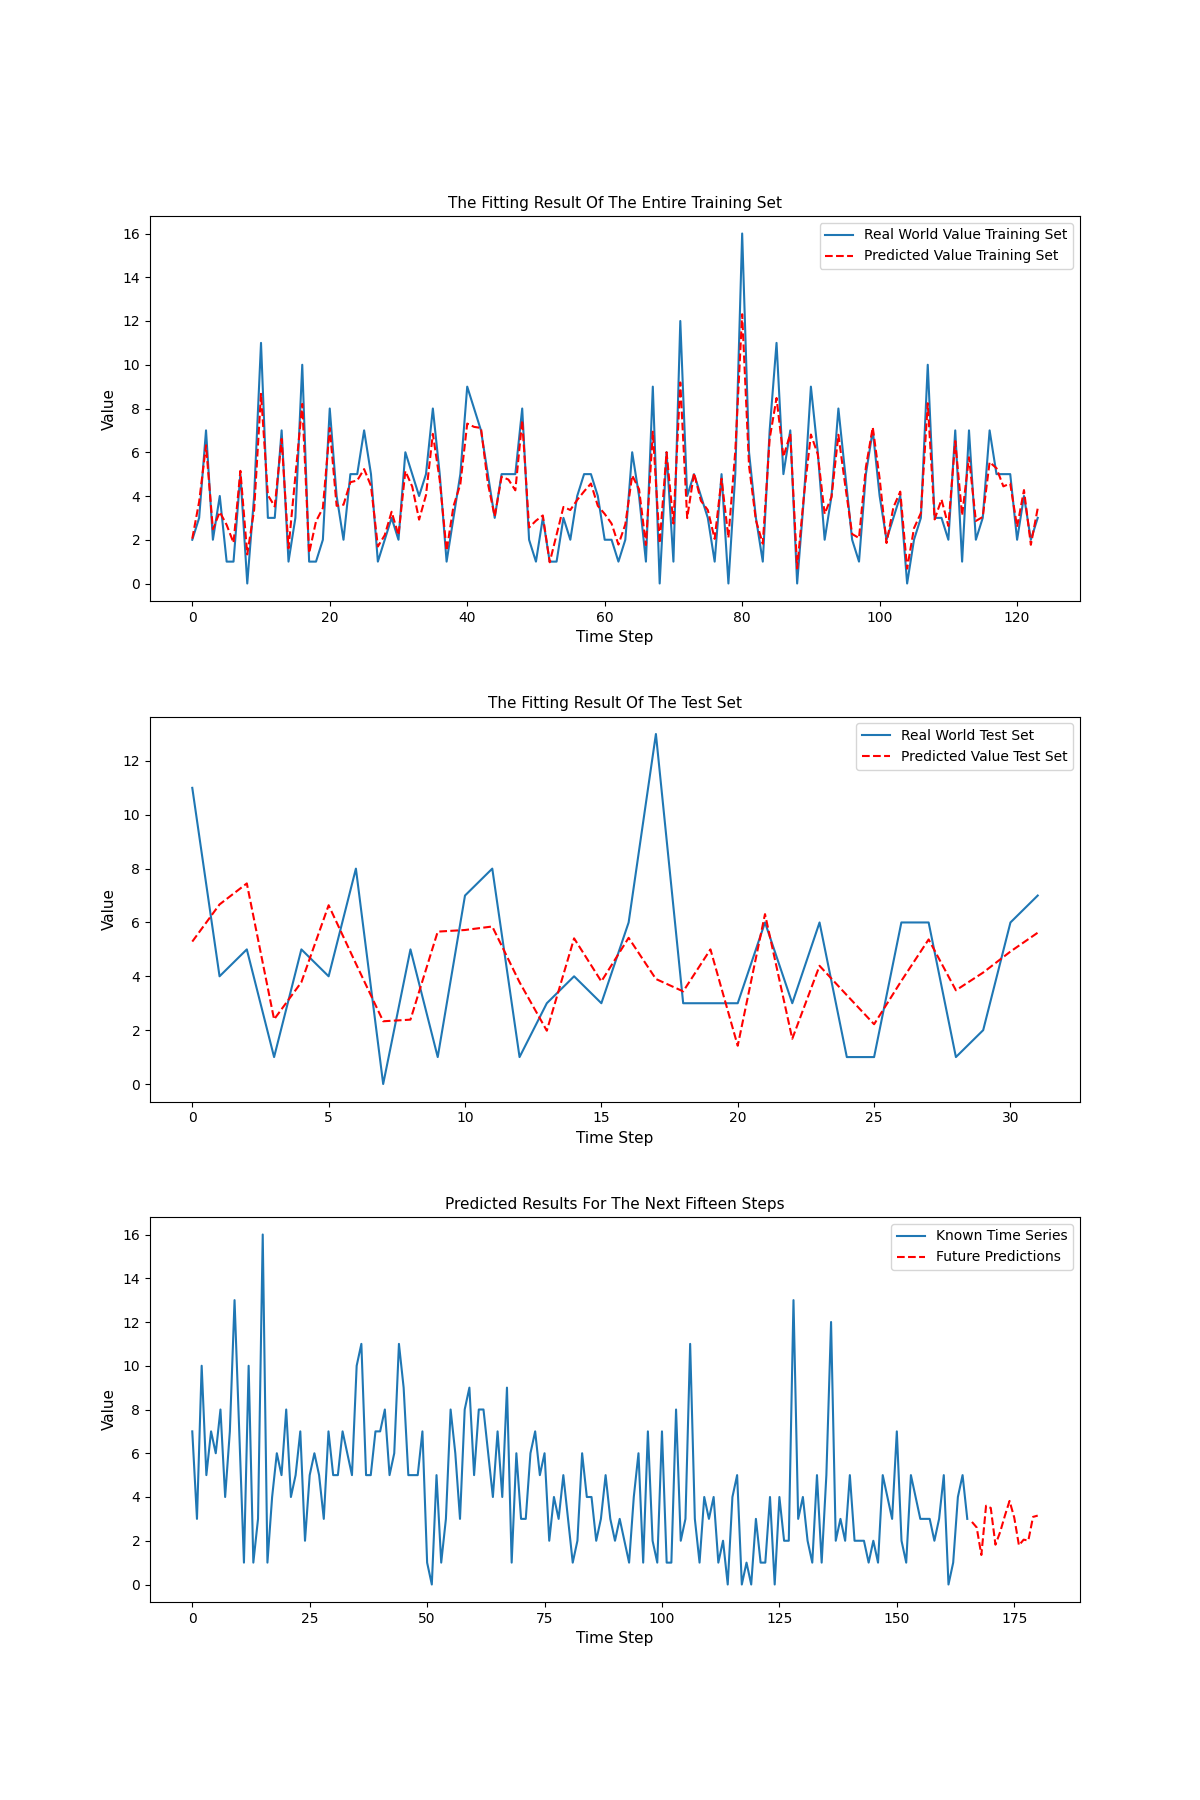 The Fitting Result Of The Entire Training Set
Real World Value Training Set
Predicted Value Training Set
16
14
12
10
8
6
4
2
0
Value
0 20 40 60 80 100 120
Time Step
The Fitting Result Of The Test Set
Real World Test Set
Predicted Value Test Set
12
10
8
6
4
2
0
Value
0 5 10 15 20 25 30
Time Step
Predicted Results For The Next Fifteen Steps
Known Time Series
Future Predictions
16
14
12
10
8
6
4
2
0
Value
0 25 50 75 100 125 150 175
Time Step